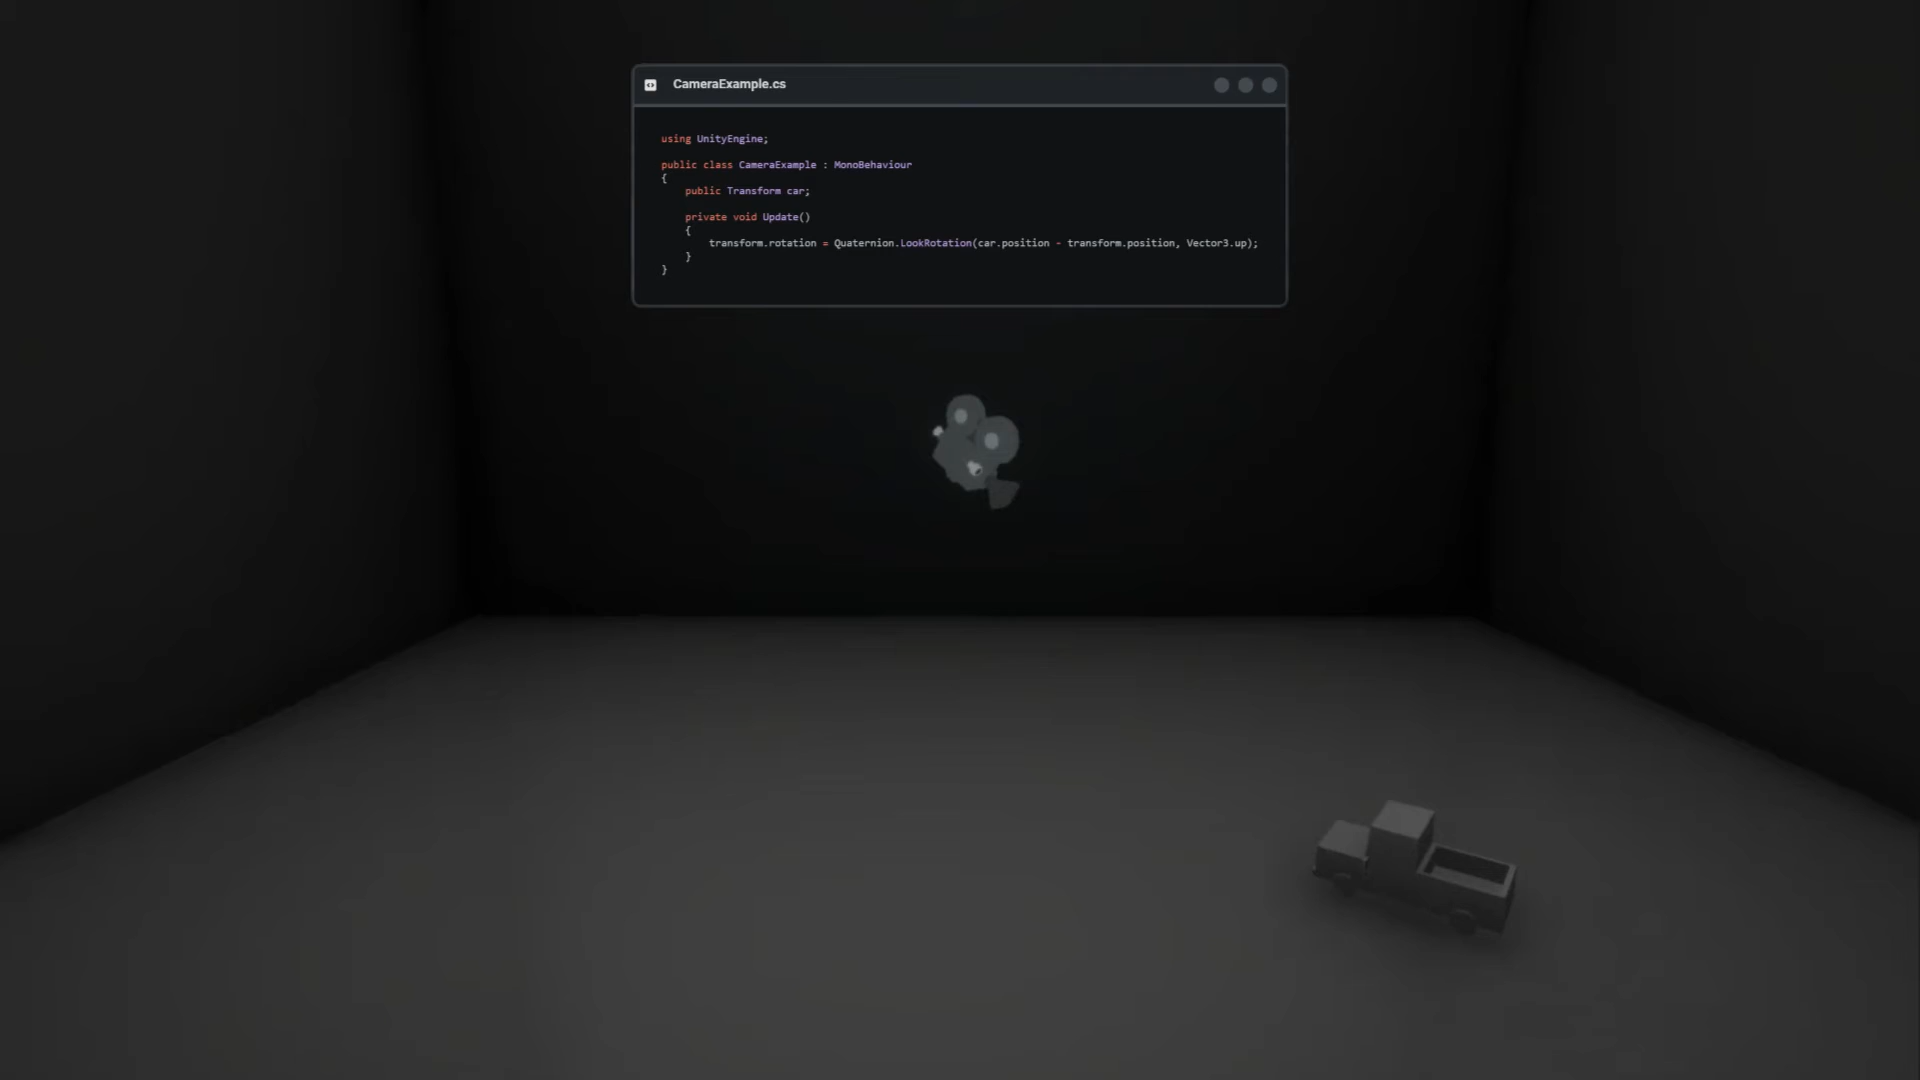 CameraExample.cs
using UnityEngine;
public class CameraExample : MonoBehaviour
{
public Transform car;
private void Update()
{
transform.rotation = Quaternion.LookRotation(car.position - transform.position, Vector3.up);
}
}